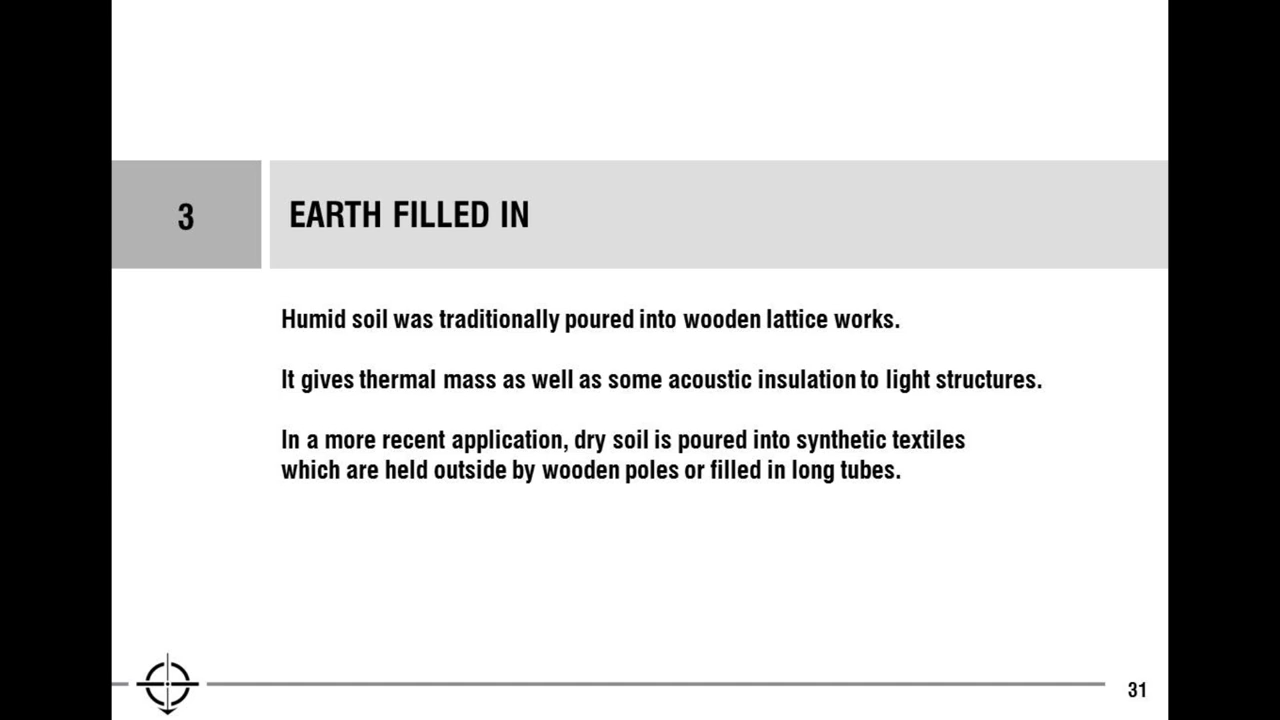 3
EARTH FILLED IN
Humid soil was traditionally poured into wooden lattice works.
It gives thermal mass as well as some acoustic insulation to light structures.
In a more recent application, dry soil is poured into synthetic textiles
which are held outside by wooden poles or filled in long tubes.
31